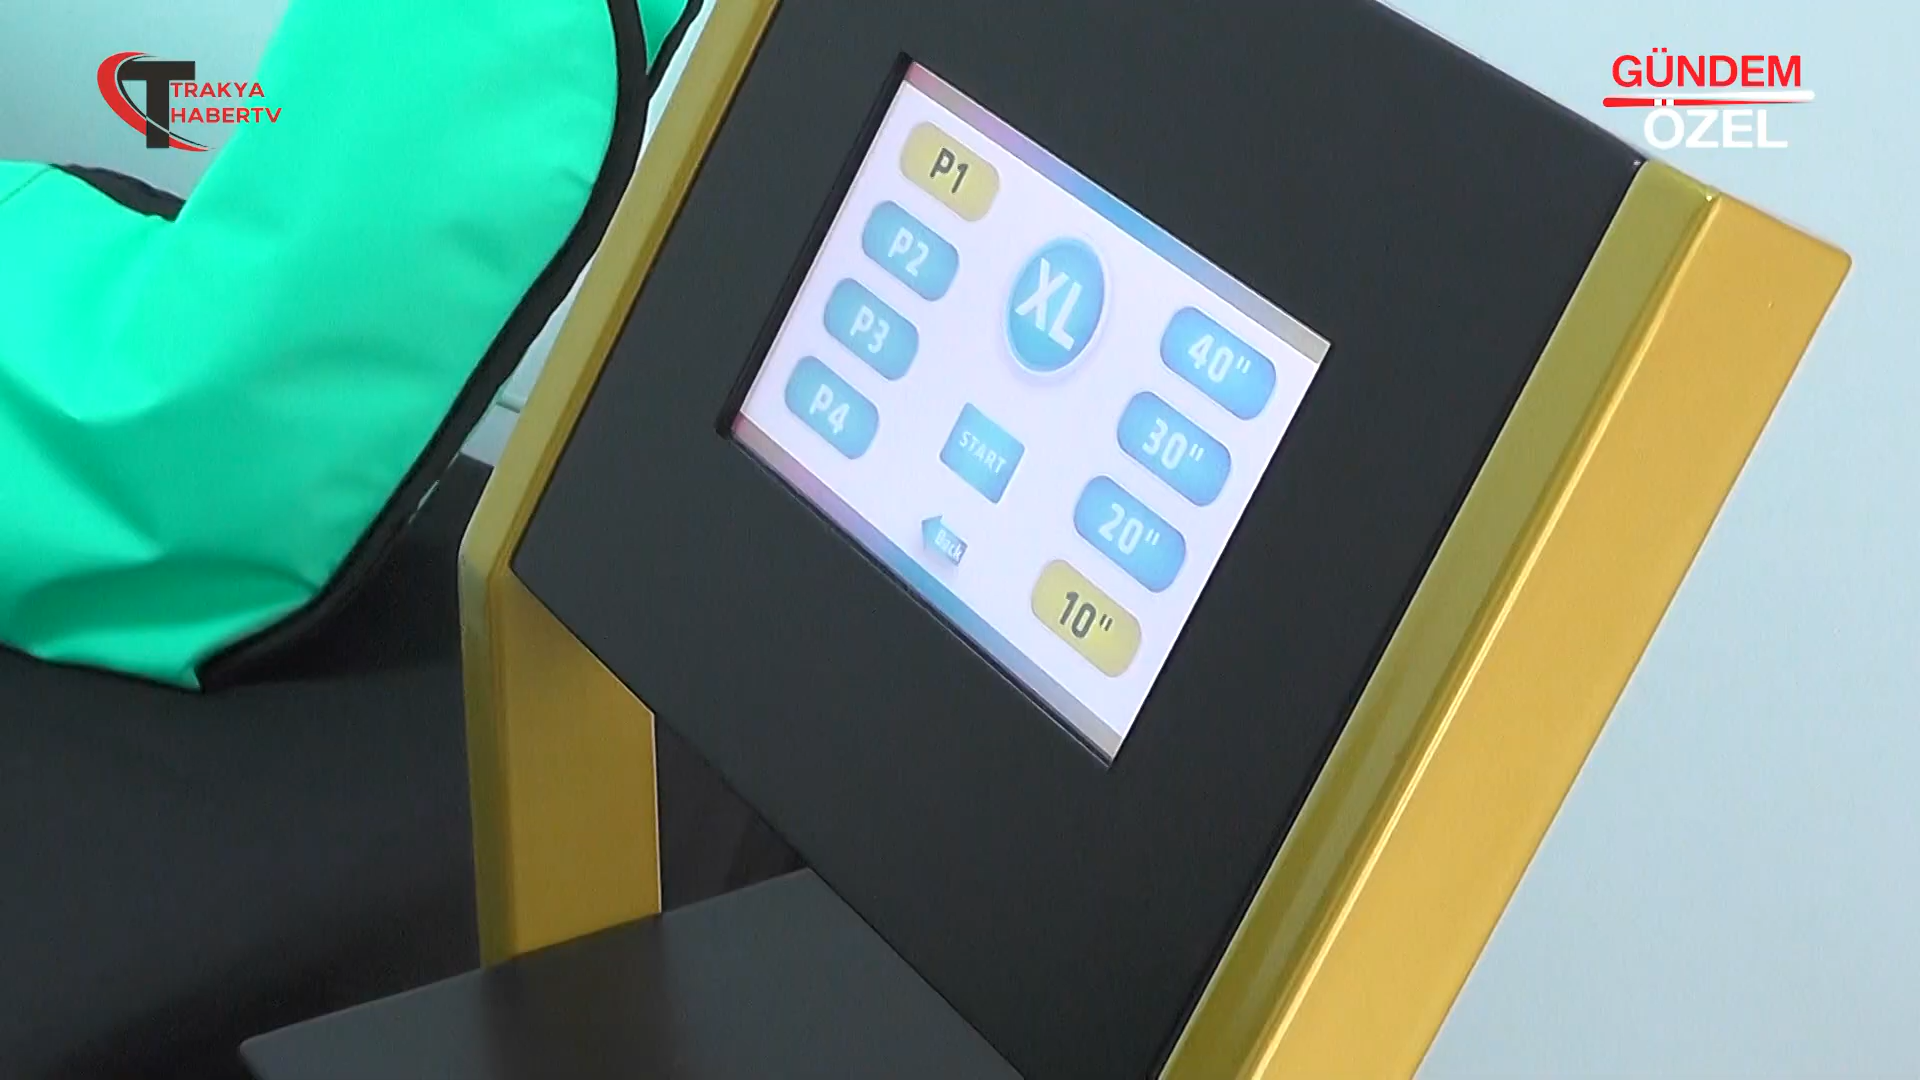 TRAKYA
HABERTV
GÜNDEM
ÖZEL
P1
P2
P3
P4
XL
START
Back
40"
30"
20"
10"